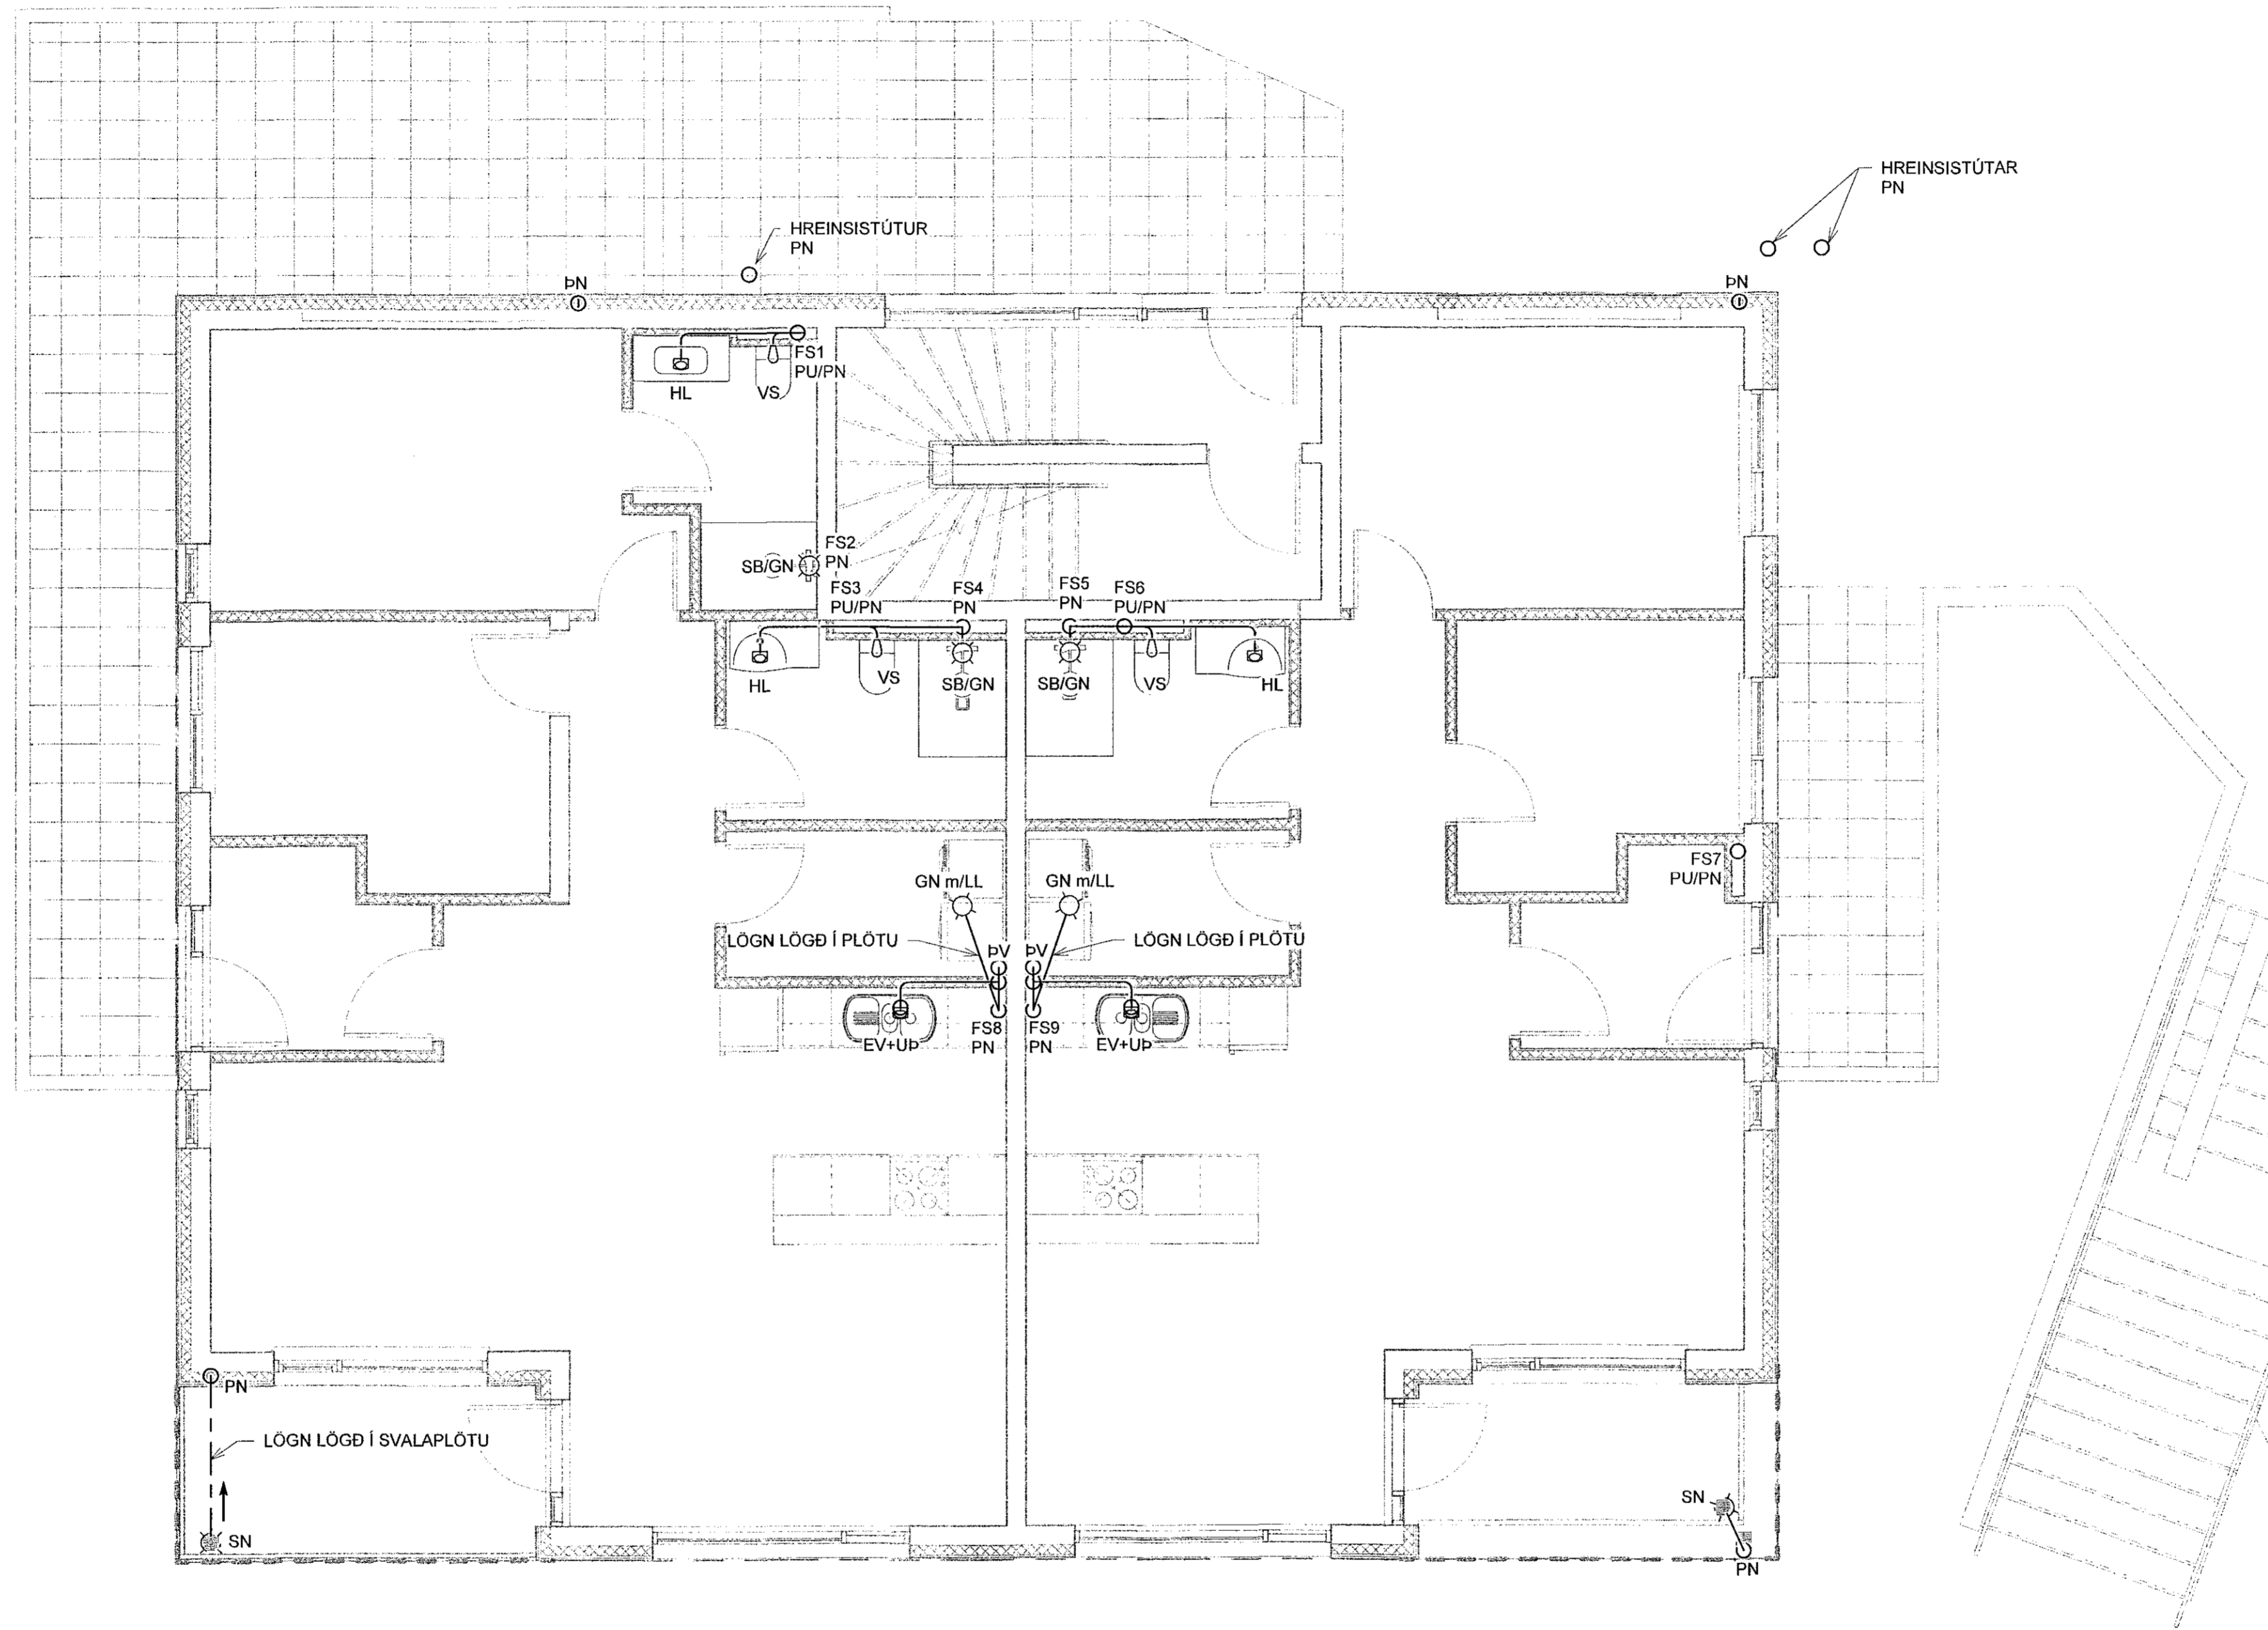 HREINSISTÚTAR
PN
HREINSISTÚTUR
PN
ÞN
ÞN
FS1
PU/PN
HL
VS
FS2
PN
SB/GN
FS3
PU/PN
FS4
PN
FS5
PN
FS6
PU/PN
HL
VS
SB/GN
SB/GN
VS
HL
FS7
PU/PN
GN m/LL
GN m/LL
LÖGN LÖGÐ Í PLÖTU
ÞV
ÞV
LÖGN LÖGÐ Í PLÖTU
FS8
PN
FS9
PN
EV+UÞ
EV+UÞ
PN
LÖGN LÖGÐ Í SVALAPLÖTU
SN
SN
PN